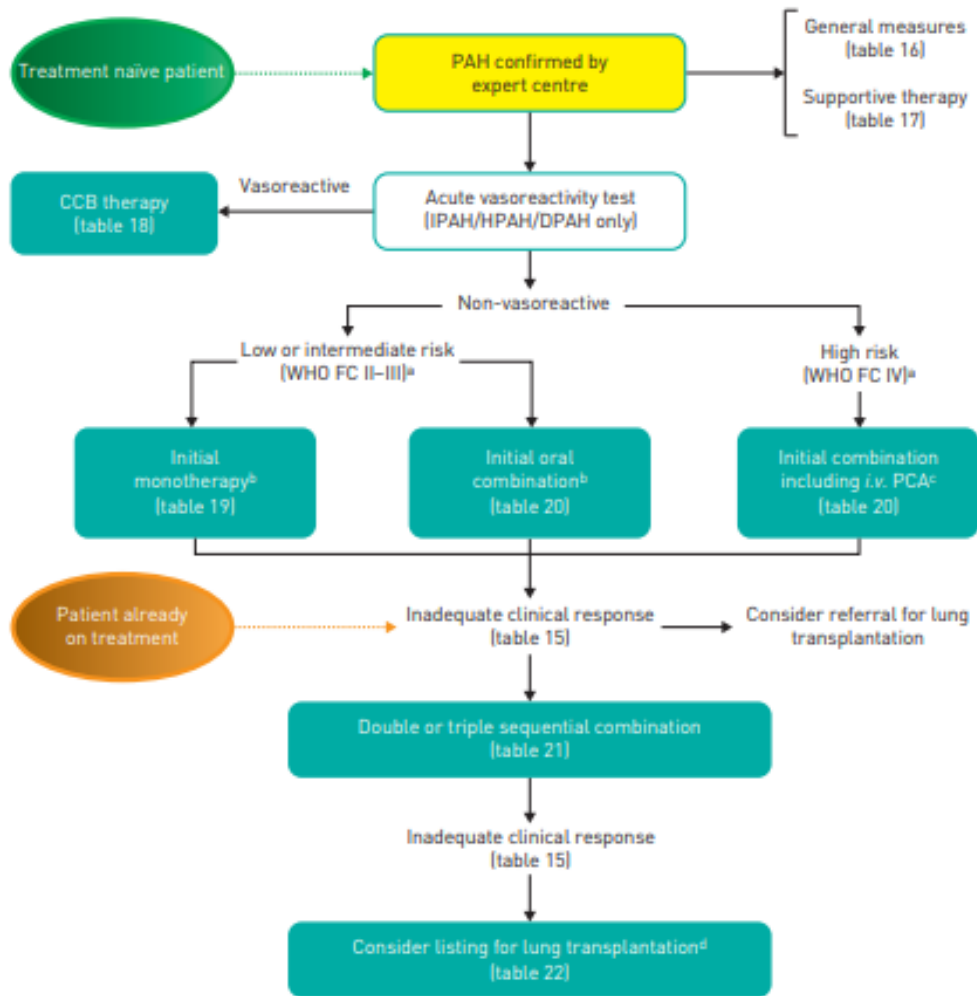 Treatment naïve patient
PAH confirmed by
expert centre
General measures
(table 16)
Supportive therapy
(table 17)
CCB therapy
(table 18)
Vasoreactive
Acute vasoreactivity test
(IPAH/HPAH/DPAH only)
Non-vasoreactive
Low or intermediate risk
(WHO FC II–III)ᵃ
High risk
(WHO FC IV)ᵃ
Initial
monotherapyᵇ
(table 19)
Initial oral
combinationᵇ
(table 20)
Initial combination
including i.v. PCAᶜ
(table 20)
Patient already
on treatment
Inadequate clinical response
(table 15)
Consider referral for lung
transplantation
Double or triple sequential combination
(table 21)
Inadequate clinical response
(table 15)
Consider listing for lung transplantationᵈ
(table 22)